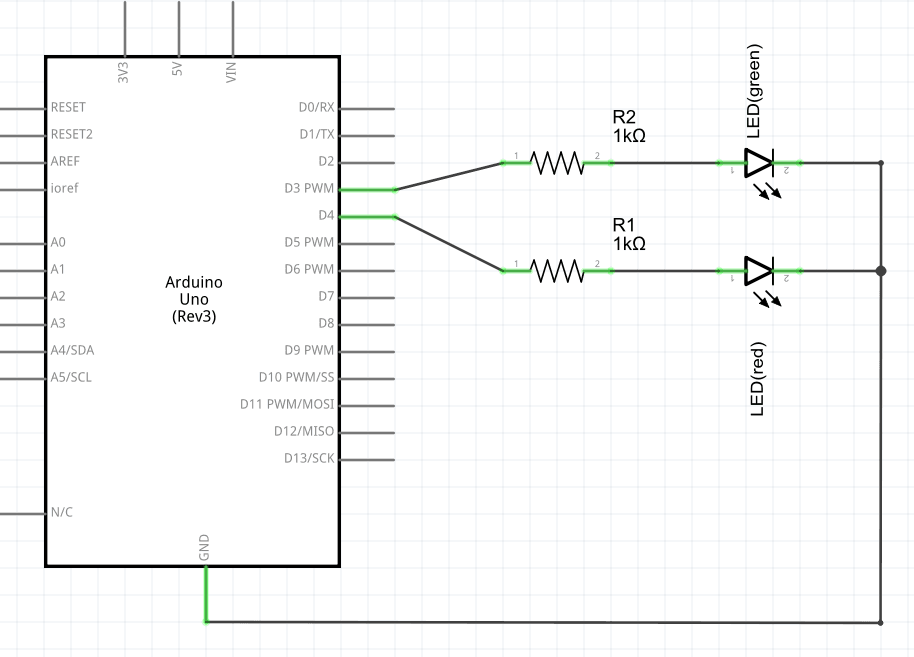 3V3
5V
VIN
RESET
RESET2
AREF
ioref
A0
A1
A2
A3
A4/SDA
A5/SCL
N/C
Arduino
Uno
(Rev3)
D0/RX
D1/TX
D2
D3 PWM
D4
D5 PWM
D6 PWM
D7
D8
D9 PWM
D10 PWM/SS
D11 PWM/MOSI
D12/MISO
D13/SCK
GND
R2
1kΩ
1
2
LED(green)
1
2
R1
1kΩ
1
2
1
2
LED(red)